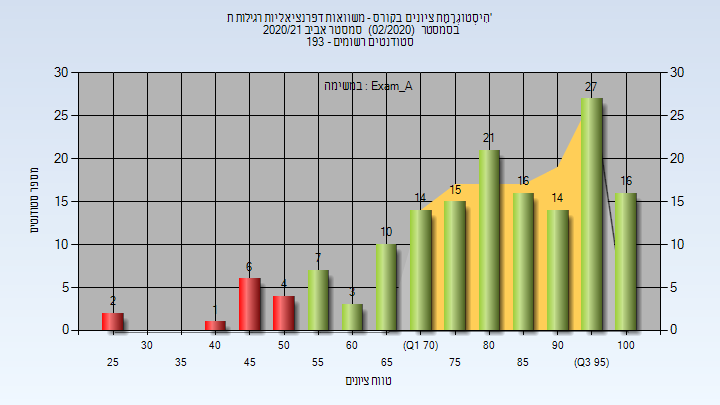 היסטוגרמת ציונים בקורס - משוואות דפרנציאליות רגילות ת'
בסמסטר (02/2020) סמסטר אביב 2020/21
סטודנטים רשומים - 193
במשימה : Exam_A
מספר סטודנטים
30 30
25 25
20 20
15 15
10 10
5 5
0 0
2 1 6 4 7 3 10 14 15 21 16 14 27 16
30 40 50 60 (Q1 70) 80 90 100
25 35 45 55 65 75 85 (Q3 95)
טווח ציונים